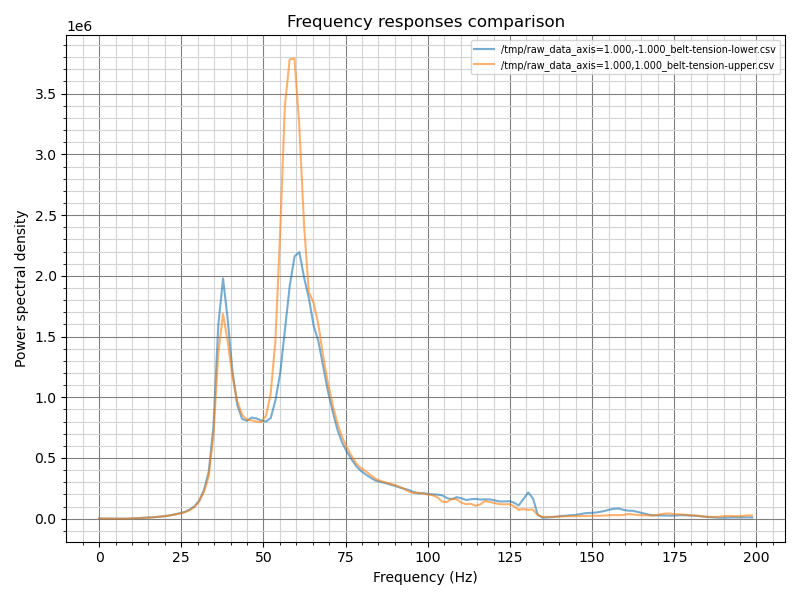 Frequency responses comparison
1e6
/tmp/raw_data_axis=1.000,-1.000_belt-tension-lower.csv
/tmp/raw_data_axis=1.000,1.000_belt-tension-upper.csv
3.5
3.0
2.5
2.0
1.5
1.0
0.5
0.0
Power spectral density
0 25 50 75 100 125 150 175 200
Frequency (Hz)